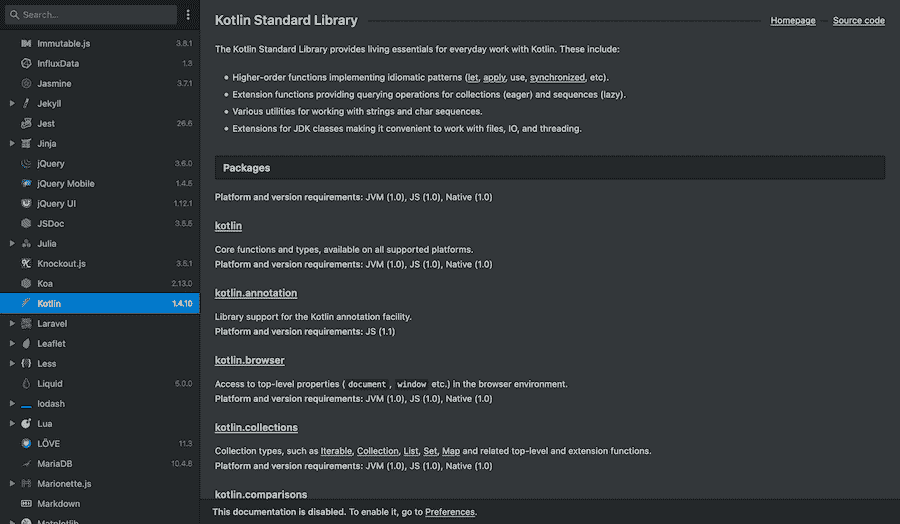 Search...
Immutable.js 3.8.1
InfluxData 1.3
Jasmine 3.7.1
Jekyll
Jest 26.6
Jinja
jQuery 3.6.0
jQuery Mobile 1.4.5
jQuery UI 1.12.1
JSDoc 3.5.5
Julia
Knockout.js 3.5.1
Koa 2.13.0
Kotlin 1.4.10
Laravel
Leaflet
Less
Liquid 5.0.0
lodash
Lua
LÖVE 11.3
MariaDB 10.4.8
Marionette.js
Markdown
Matplotlib
Kotlin Standard Library
Homepage
Source code
The Kotlin Standard Library provides living essentials for everyday work with Kotlin. These include:
• Higher-order functions implementing idiomatic patterns (let, apply, use, synchronized, etc).
• Extension functions providing querying operations for collections (eager) and sequences (lazy).
• Various utilities for working with strings and char sequences.
• Extensions for JDK classes making it convenient to work with files, IO, and threading.
Packages
Platform and version requirements: JVM (1.0), JS (1.0), Native (1.0)
kotlin
Core functions and types, available on all supported platforms.
Platform and version requirements: JVM (1.0), JS (1.0), Native (1.0)
kotlin.annotation
Library support for the Kotlin annotation facility.
Platform and version requirements: JS (1.1)
kotlin.browser
Access to top-level properties ( document , window etc.) in the browser environment.
Platform and version requirements: JVM (1.0), JS (1.0), Native (1.0)
kotlin.collections
Collection types, such as Iterable, Collection, List, Set, Map and related top-level and extension functions.
Platform and version requirements: JVM (1.0), JS (1.0), Native (1.0)
kotlin.comparisons
This documentation is disabled. To enable it, go to Preferences.